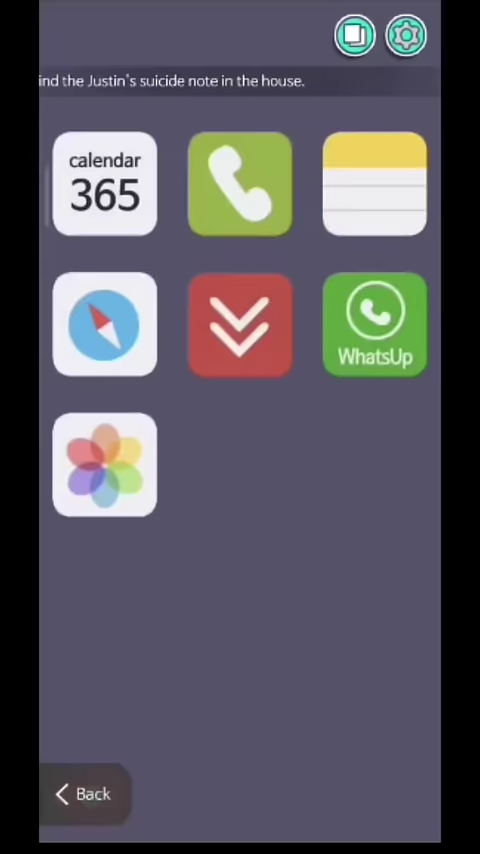 ind the Justin's suicide note in the house.
calendar
365
WhatsUp
Back